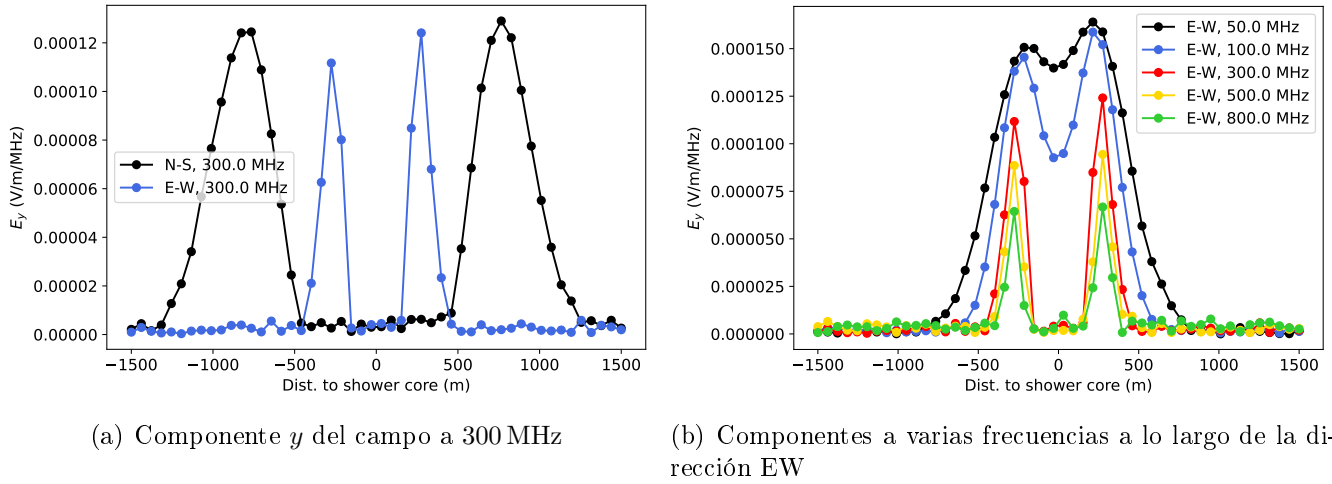 0.00012
0.00010
0.00008
0.00006
0.00004
0.00002
0.00000
E_y (V/m/MHz)
N-S, 300.0 MHz
E-W, 300.0 MHz
−1500 −1000 −500 0 500 1000 1500
Dist. to shower core (m)
(a) Componente y del campo a 300 MHz
0.000150
0.000125
0.000100
0.000075
0.000050
0.000025
0.000000
E_y (V/m/MHz)
E-W, 50.0 MHz
E-W, 100.0 MHz
E-W, 300.0 MHz
E-W, 500.0 MHz
E-W, 800.0 MHz
−1500 −1000 −500 0 500 1000 1500
Dist. to shower core (m)
(b) Componentes a varias frecuencias a lo largo de la di-
rección EW